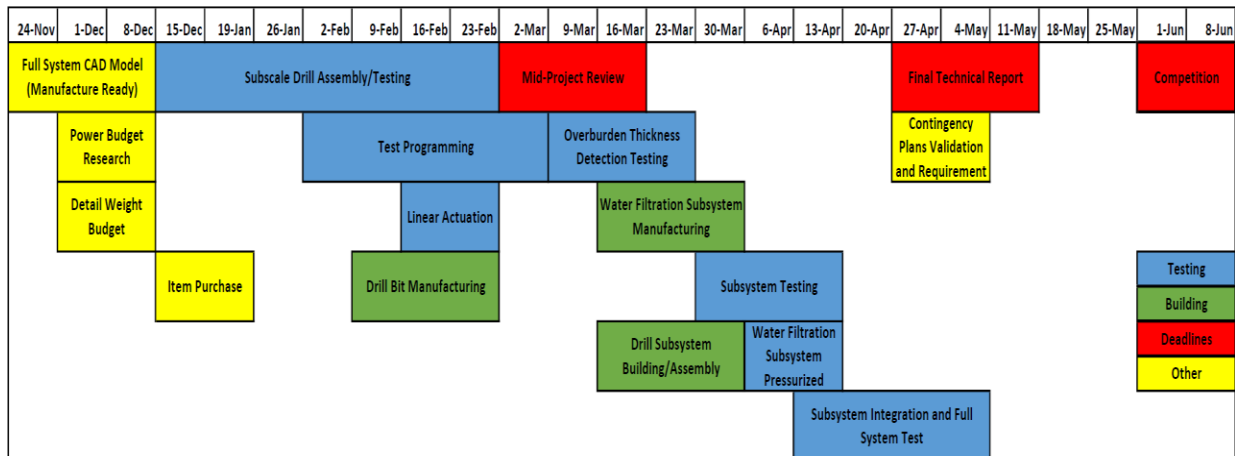 24-Nov 1-Dec 8-Dec 15-Dec 19-Jan 26-Jan 2-Feb 9-Feb 16-Feb 23-Feb 2-Mar 9-Mar 16-Mar 23-Mar 30-Mar 6-Apr 13-Apr 20-Apr 27-Apr 4-May 11-May 18-May 25-May 1-Jun 8-Jun
Full System CAD Model
(Manufacture Ready)
Subscale Drill Assembly/Testing
Mid-Project Review
Final Technical Report
Competition
Power Budget
Research
Test Programming
Overburden Thickness
Detection Testing
Contingency
Plans Validation
and Requirement
Detail Weight
Budget
Linear Actuation
Water Filtration Subsystem
Manufacturing
Item Purchase
Drill Bit Manufacturing
Subsystem Testing
Testing
Building
Drill Subsystem
Building/Assembly
Water Filtration
Subsystem
Pressurized
Deadlines
Other
Subsystem Integration and Full
System Test